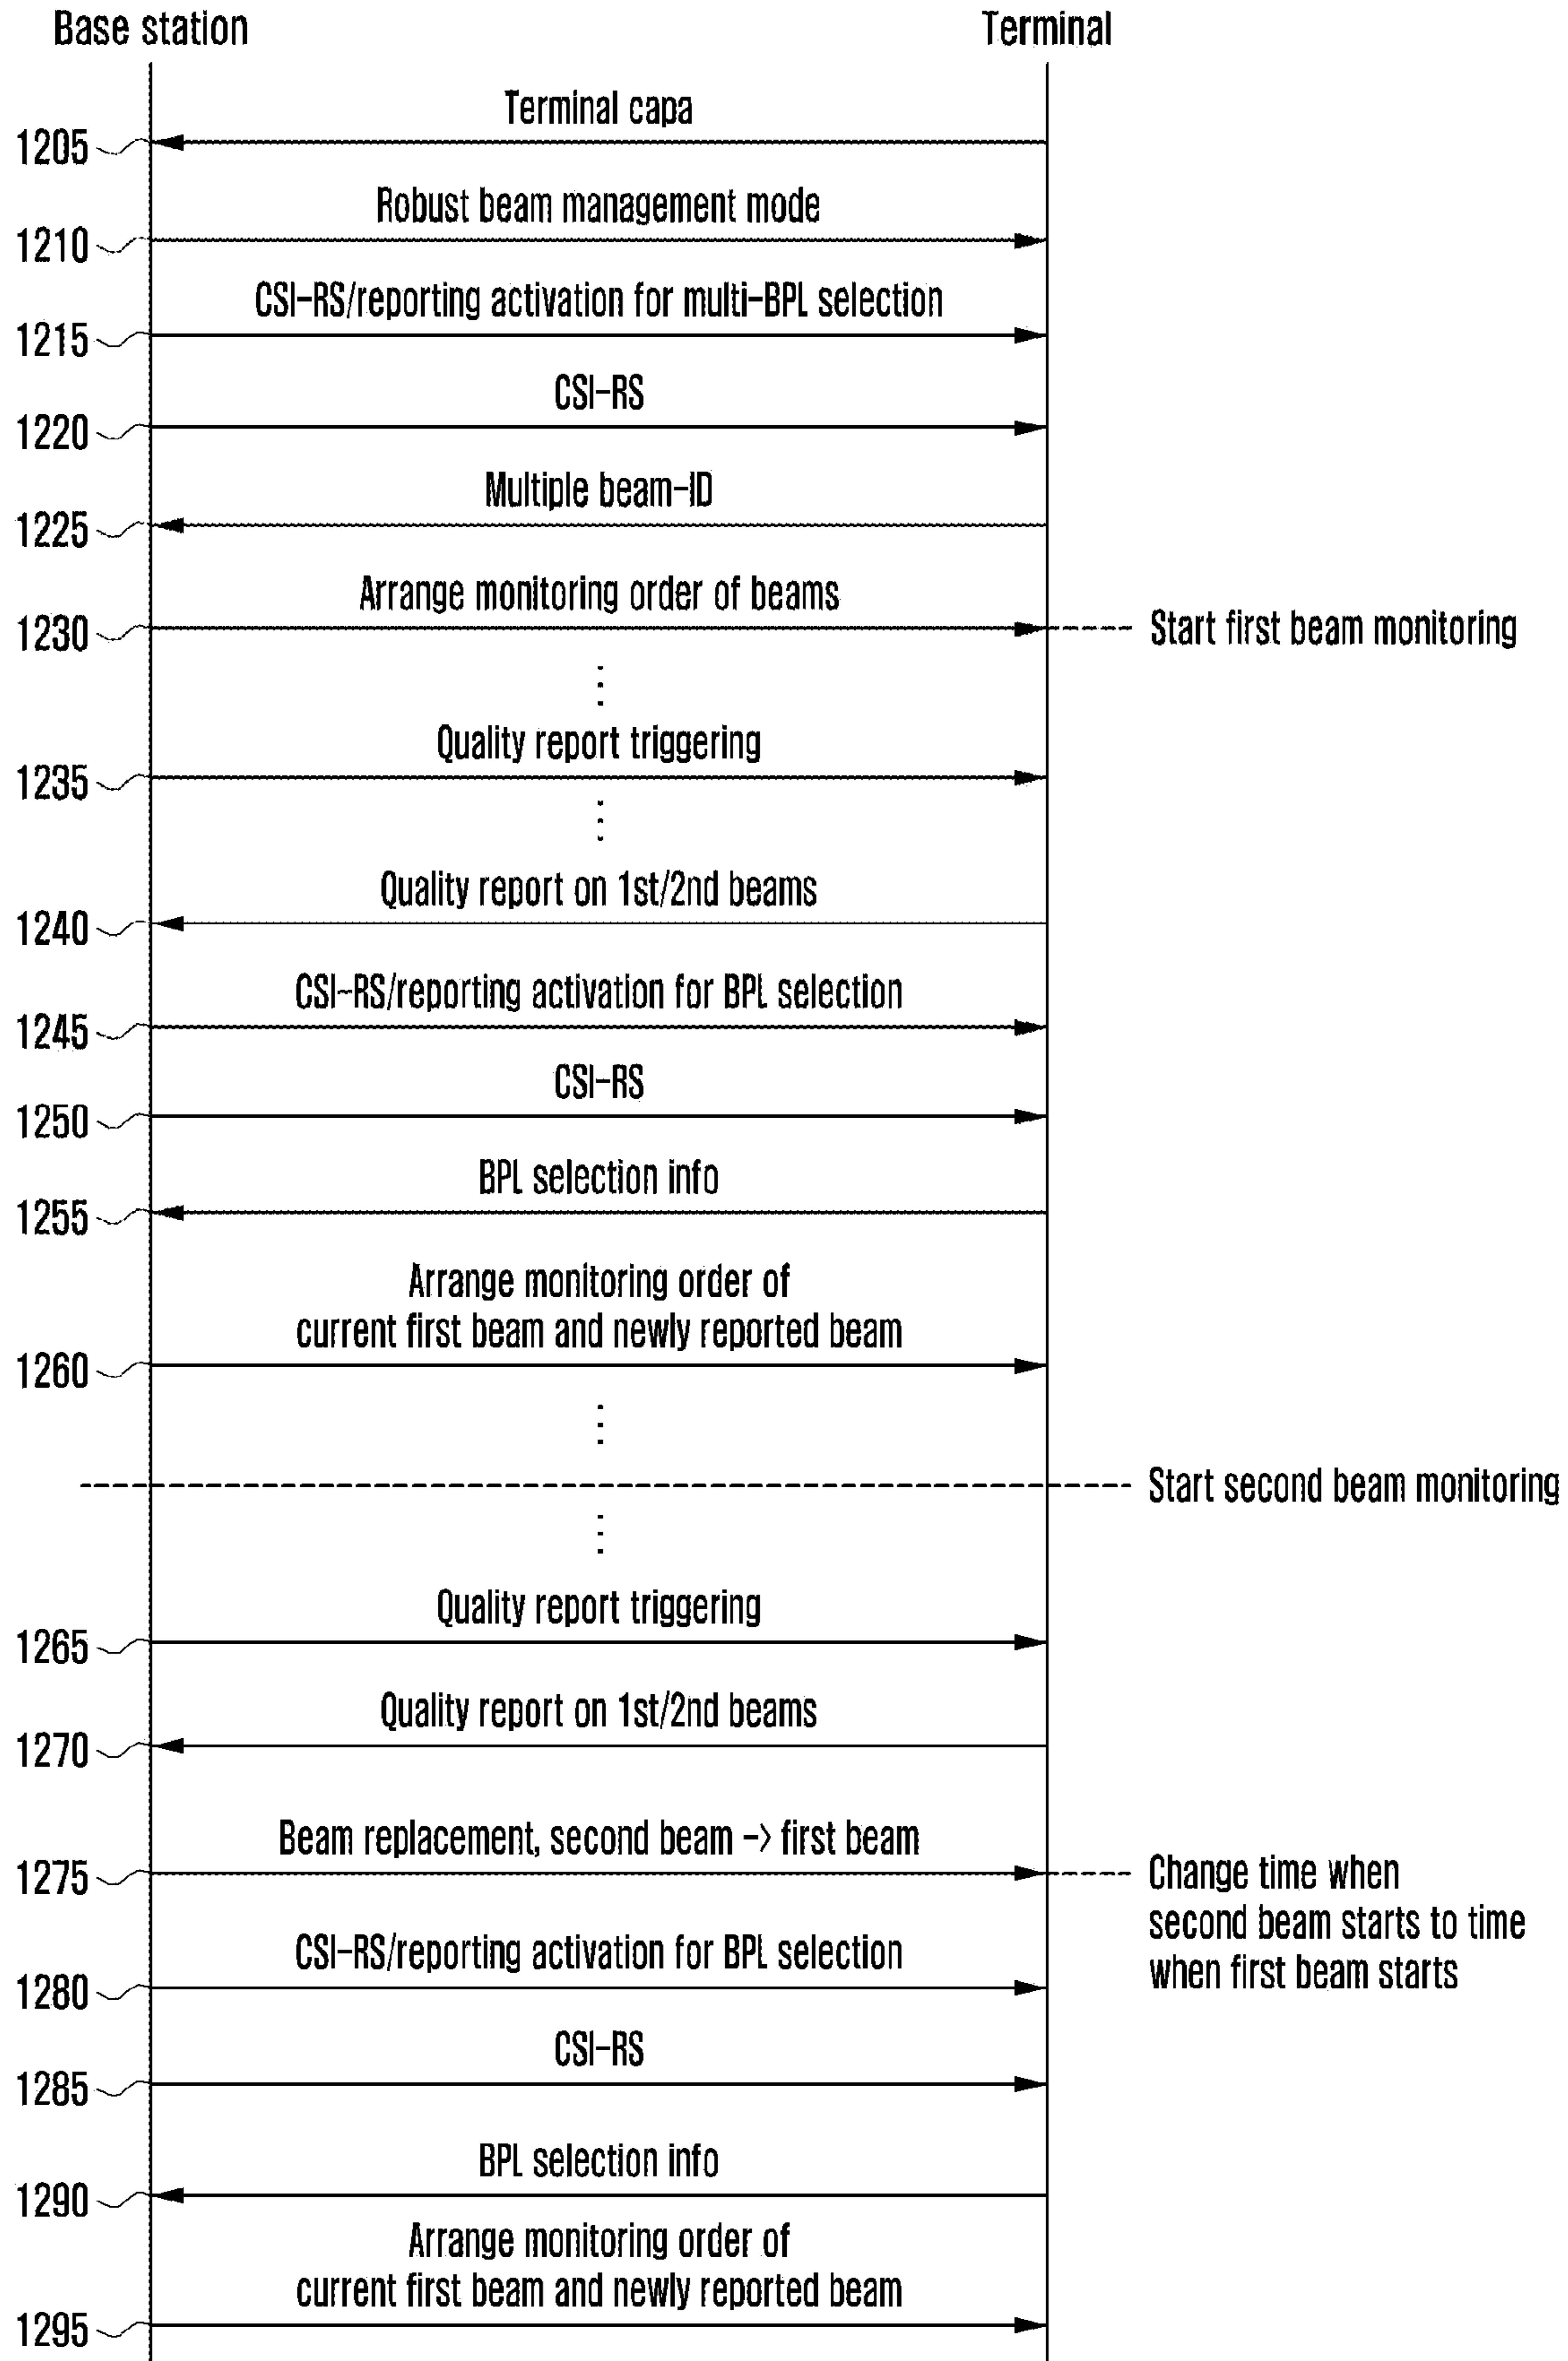 Base station
Terminal
Terminal capa
1205
Robust beam management mode
1210
CSI-RS/reporting activation for multi-BPL selection
1215
CSI-RS
1220
Multiple beam-ID
1225
Arrange monitoring order of beams
1230
Start first beam monitoring
Quality report triggering
1235
Quality report on 1st/2nd beams
1240
CSI-RS/reporting activation for BPL selection
1245
CSI-RS
1250
BPL selection info
1255
Arrange monitoring order of
current first beam and newly reported beam
1260
Start second beam monitoring
Quality report triggering
1265
Quality report on 1st/2nd beams
1270
Beam replacement, second beam -> first beam
1275
Change time when
second beam starts to time
when first beam starts
CSI-RS/reporting activation for BPL selection
1280
CSI-RS
1285
BPL selection info
1290
Arrange monitoring order of
current first beam and newly reported beam
1295